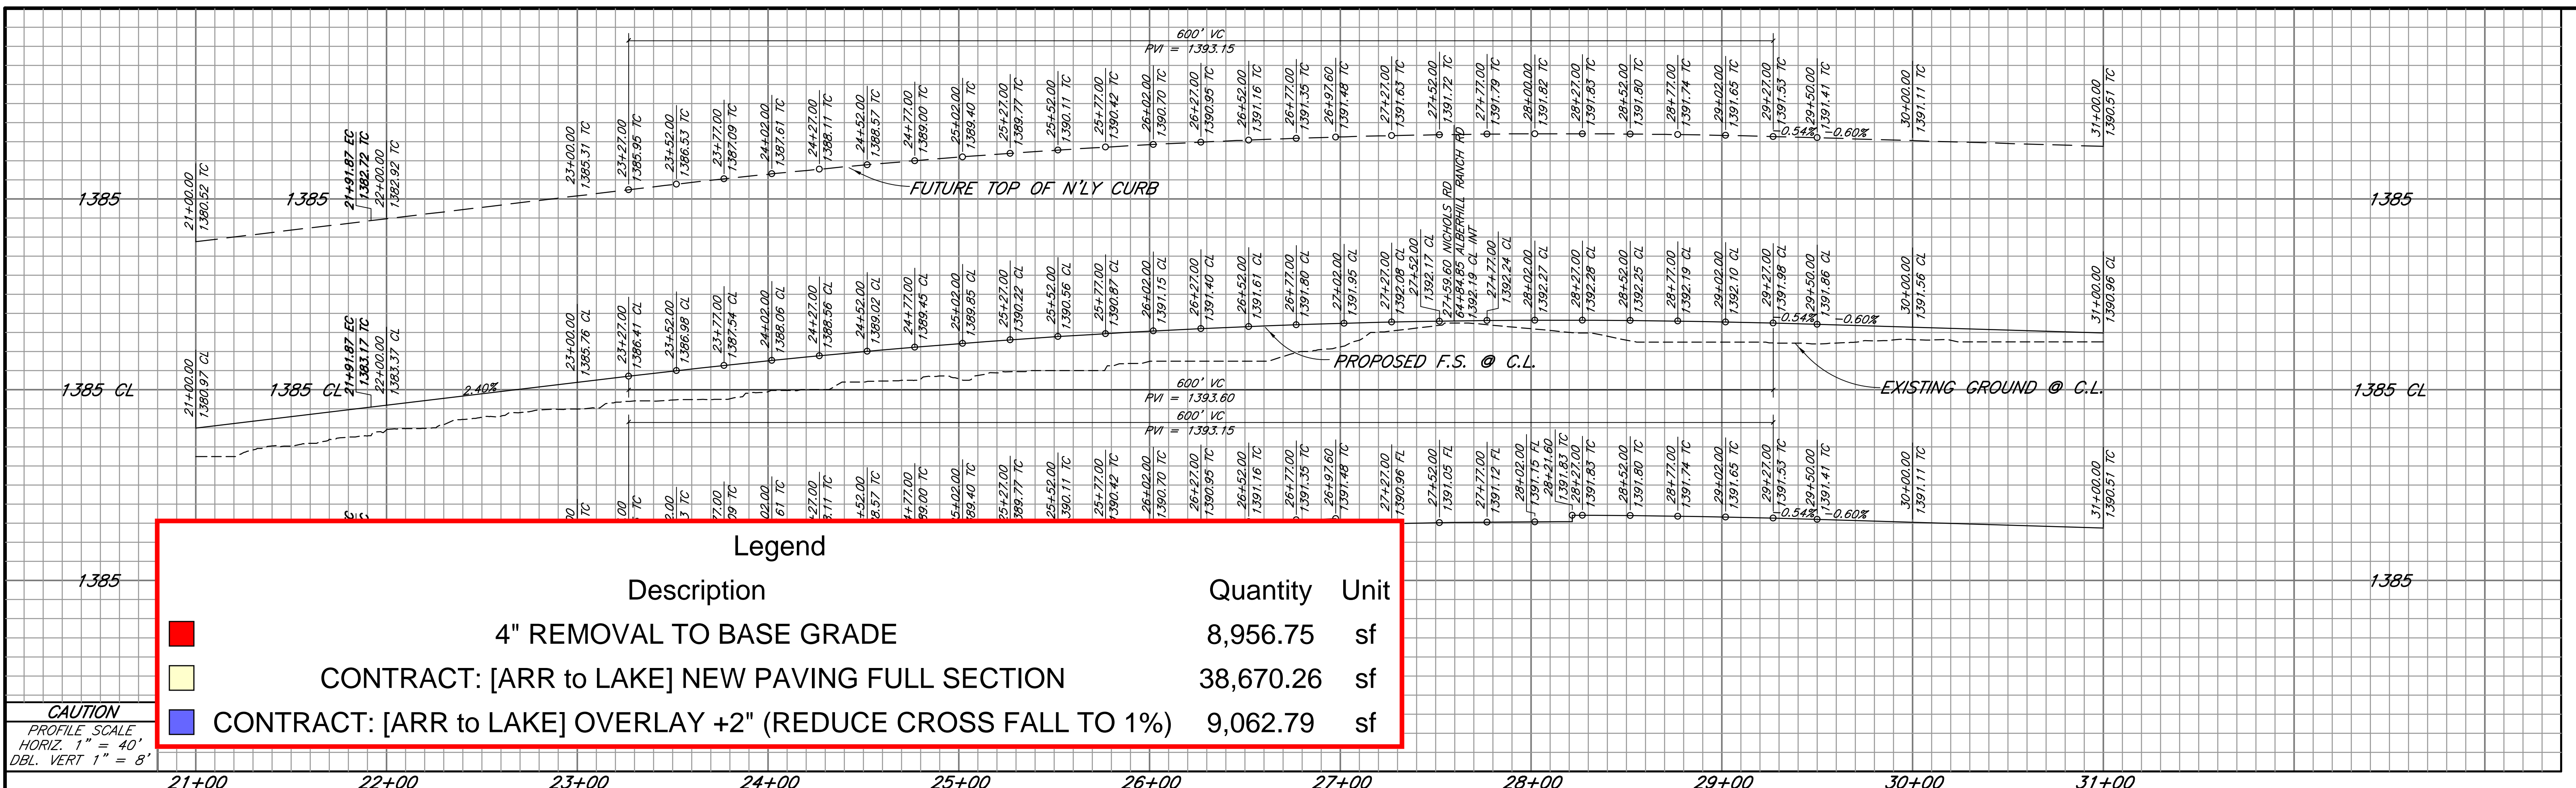 600' VC
PVI = 1393.15
21+00.00
1380.52 TC
21+91.87 EC
1382.72 TC
22+00.00
1382.92 TC
23+00.00
1385.31 TC
23+27.00
1385.95 TC
23+52.00
1386.53 TC
23+77.00
1387.09 TC
24+02.00
1387.61 TC
24+27.00
1388.11 TC
24+52.00
1388.57 TC
24+77.00
1389.00 TC
25+02.00
1389.40 TC
25+27.00
1389.77 TC
25+52.00
1390.11 TC
25+77.00
1390.42 TC
26+02.00
1390.70 TC
26+27.00
1390.95 TC
26+52.00
1391.16 TC
26+77.00
1391.35 TC
26+97.60
1391.48 TC
27+27.00
1391.63 TC
27+52.00
1391.72 TC
27+77.00
1391.79 TC
28+00.00
1391.82 TC
28+27.00
1391.83 TC
28+52.00
1391.80 TC
28+77.00
1391.74 TC
29+02.00
1391.65 TC
29+27.00
1391.53 TC
29+50.00
1391.41 TC
30+00.00
1391.11 TC
31+00.00
1390.51 TC
-0.54%
-0.60%
1385
1385
1385
FUTURE TOP OF N'LY CURB
21+00.00
1380.97 CL
21+91.87 EC
1383.17 TC
22+00.00
1383.37 CL
2.40%
23+00.00
1385.76 CL
23+27.00
1386.41 CL
23+52.00
1386.98 CL
23+77.00
1387.54 CL
24+02.00
1388.06 CL
24+27.00
1388.56 CL
24+52.00
1389.02 CL
24+77.00
1389.45 CL
25+02.00
1389.85 CL
25+27.00
1390.22 CL
25+52.00
1390.56 CL
25+77.00
1390.87 CL
26+02.00
1391.15 CL
26+27.00
1391.40 CL
26+52.00
1391.61 CL
26+77.00
1391.80 CL
27+02.00
1391.95 CL
27+27.00
1392.08 CL
27+52.00
1392.17 CL
27+59.60 NICHOLS RD
64+84.85 ALBERHILL RANCH RD
1392.19 CL INT
27+77.00
1392.24 CL
28+02.00
1392.27 CL
28+27.00
1392.28 CL
28+52.00
1392.25 CL
28+77.00
1392.19 CL
29+02.00
1392.10 CL
29+27.00
1391.98 CL
29+50.00
1391.86 CL
30+00.00
1391.56 CL
31+00.00
1390.96 CL
-0.54%
-0.60%
PROPOSED F.S. @ C.L.
EXISTING GROUND @ C.L.
1385 CL
1385 CL
1385 CL
600' VC
PVI = 1393.60
600' VC
PVI = 1393.15
24+77.00
25+02.00
25+27.00
25+52.00
1390.11 TC
25+77.00
1390.42 TC
26+02.00
1390.70 TC
26+27.00
1390.95 TC
26+52.00
1391.16 TC
26+77.00
1391.35 TC
26+97.60
1391.48 TC
27+27.00
1390.96 FL
27+52.00
1391.05 FL
27+77.00
1391.12 FL
28+02.00
1391.15 FL
28+21.60
1391.83 TC
28+27.00
1391.83 TC
28+52.00
1391.80 TC
28+77.00
1391.74 TC
29+02.00
1391.65 TC
29+27.00
1391.53 TC
29+50.00
1391.41 TC
30+00.00
1391.11 TC
31+00.00
1390.51 TC
-0.54%
-0.60%
1385
1385
Legend
Description Quantity Unit
4" REMOVAL TO BASE GRADE 8,956.75 sf
CONTRACT: [ARR to LAKE] NEW PAVING FULL SECTION 38,670.26 sf
CONTRACT: [ARR to LAKE] OVERLAY +2" (REDUCE CROSS FALL TO 1%) 9,062.79 sf
CAUTION
PROFILE SCALE
HORIZ. 1" = 40'
DBL. VERT 1" = 8'
21+00 22+00 23+00 24+00 25+00 26+00 27+00 28+00 29+00 30+00 31+00